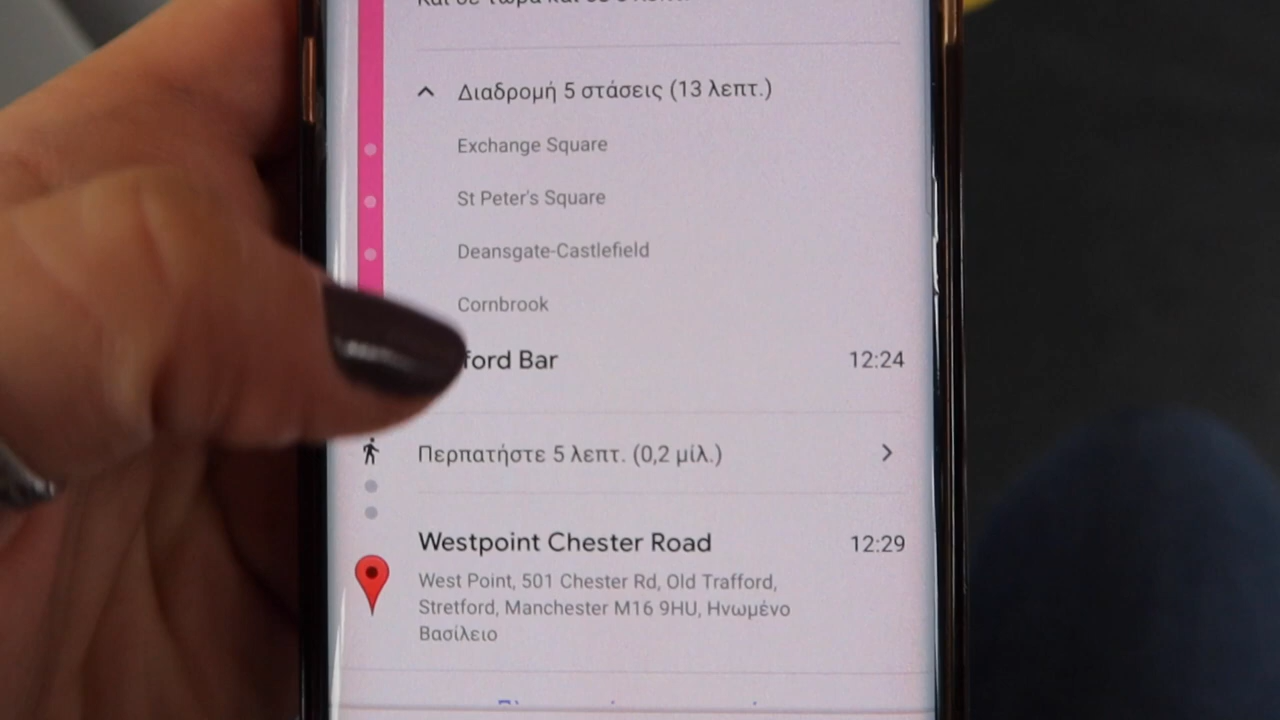 Διαδρομή 5 στάσεις (13 λεπτ.)
Exchange Square
St Peter's Square
Deansgate-Castlefield
Cornbrook
Bar
12:24
Περπατήστε 5 λεπτ. (0,2 μίλ.)
Westpoint Chester Road
12:29
West Point, 501 Chester Rd, Old Trafford,
Stretford, Manchester M16 9HU, Ηνωμένο
Βασίλειο